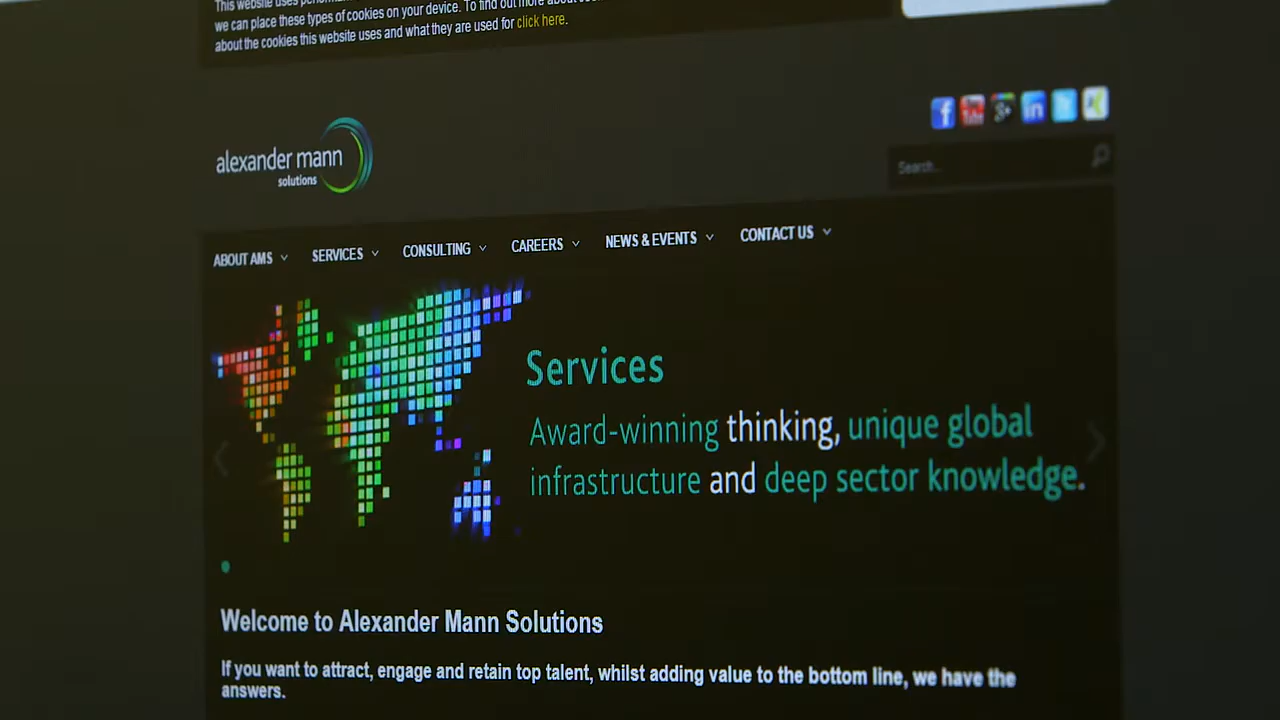 This website uses
we can place these types of cookies on your device. To find out more about
about the cookies this website uses and what they are used for click here.
alexander mann
solutions
Search...
ABOUT AMS
SERVICES
CONSULTING
CAREERS
NEWS & EVENTS
CONTACT US
Services
Award-winning thinking, unique global
infrastructure and deep sector knowledge.
Welcome to Alexander Mann Solutions
If you want to attract, engage and retain top talent, whilst adding value to the bottom line, we have the
answers.